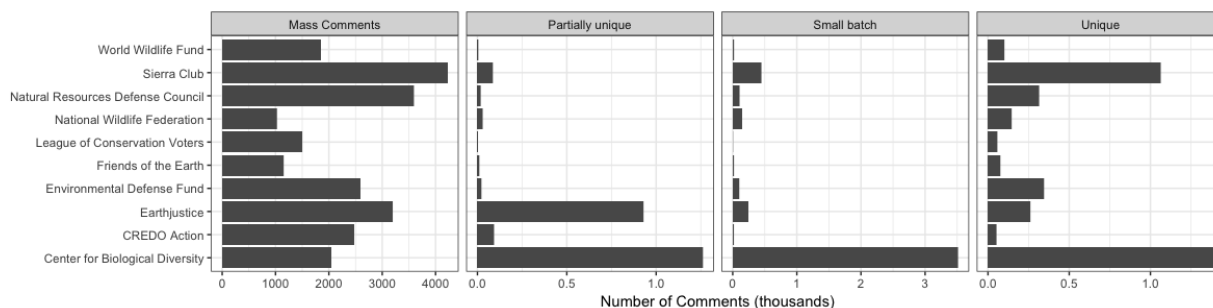 Mass Comments
Partially unique
Small batch
Unique
World Wildlife Fund
Sierra Club
Natural Resources Defense Council
National Wildlife Federation
League of Conservation Voters
Friends of the Earth
Environmental Defense Fund
Earthjustice
CREDO Action
Center for Biological Diversity
0 1000 2000 3000 4000
0.0 0.5 1.0
0 1 2 3
0.0 0.5 1.0
Number of Comments (thousands)